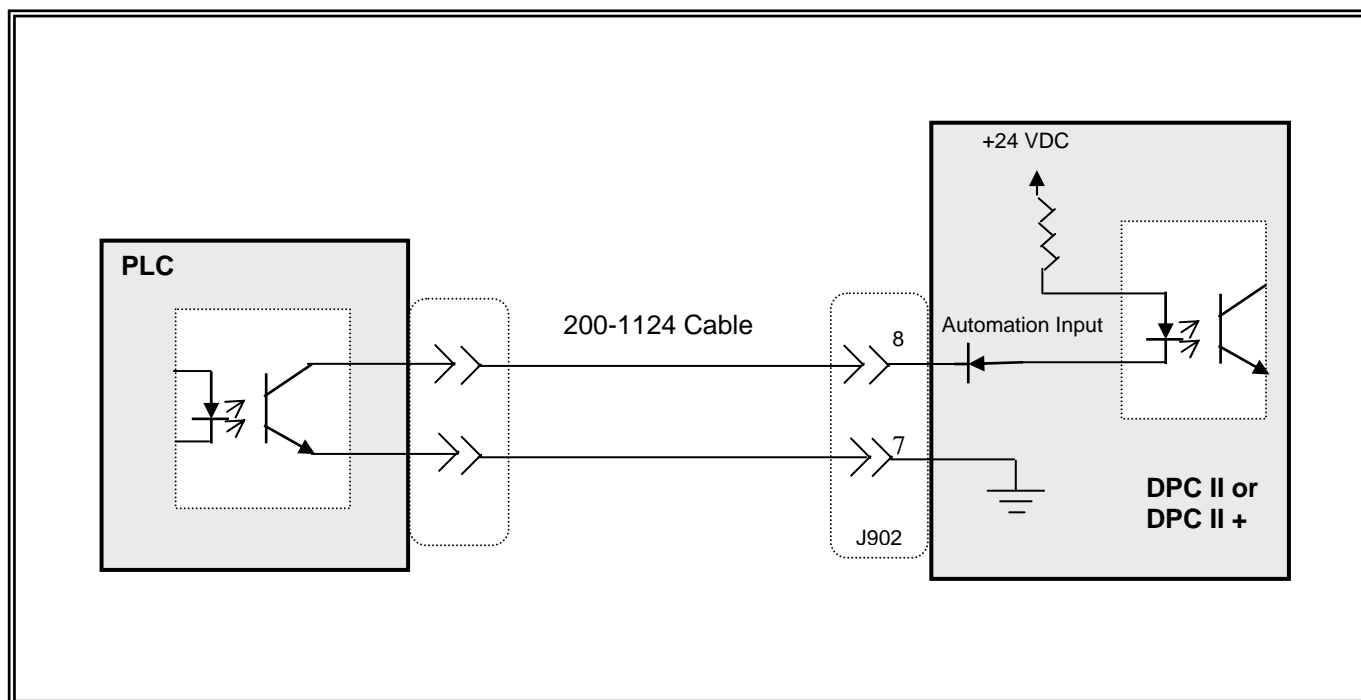 +24 VDC
PLC
200-1124 Cable
8
Automation Input
7
DPC II or
DPC II +
J902